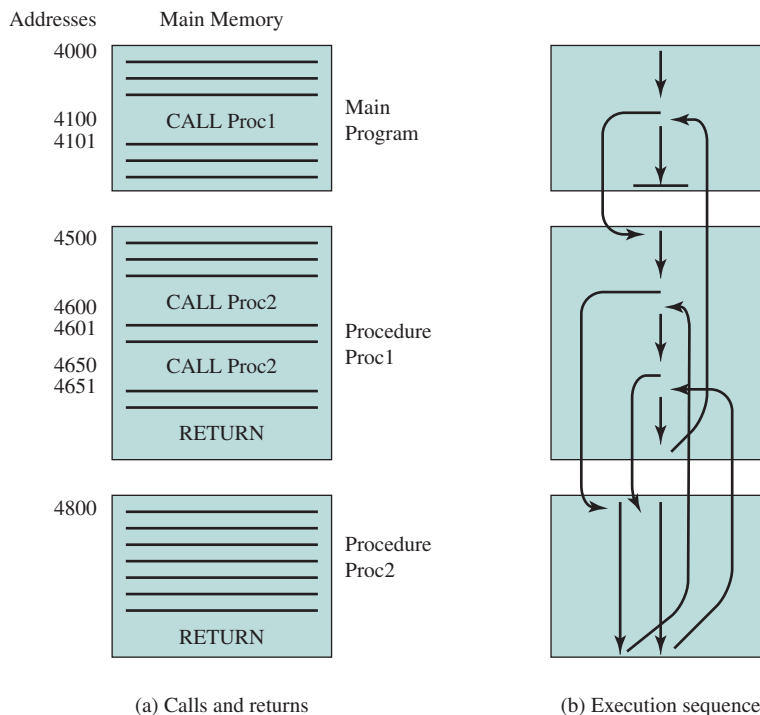 Addresses Main Memory
4000
4100
4101
CALL Proc1
Main
Program
4500
4600
4601
CALL Proc2
4650
4651
CALL Proc2
RETURN
Procedure
Proc1
4800
Procedure
Proc2
RETURN
(a) Calls and returns
(b) Execution sequence